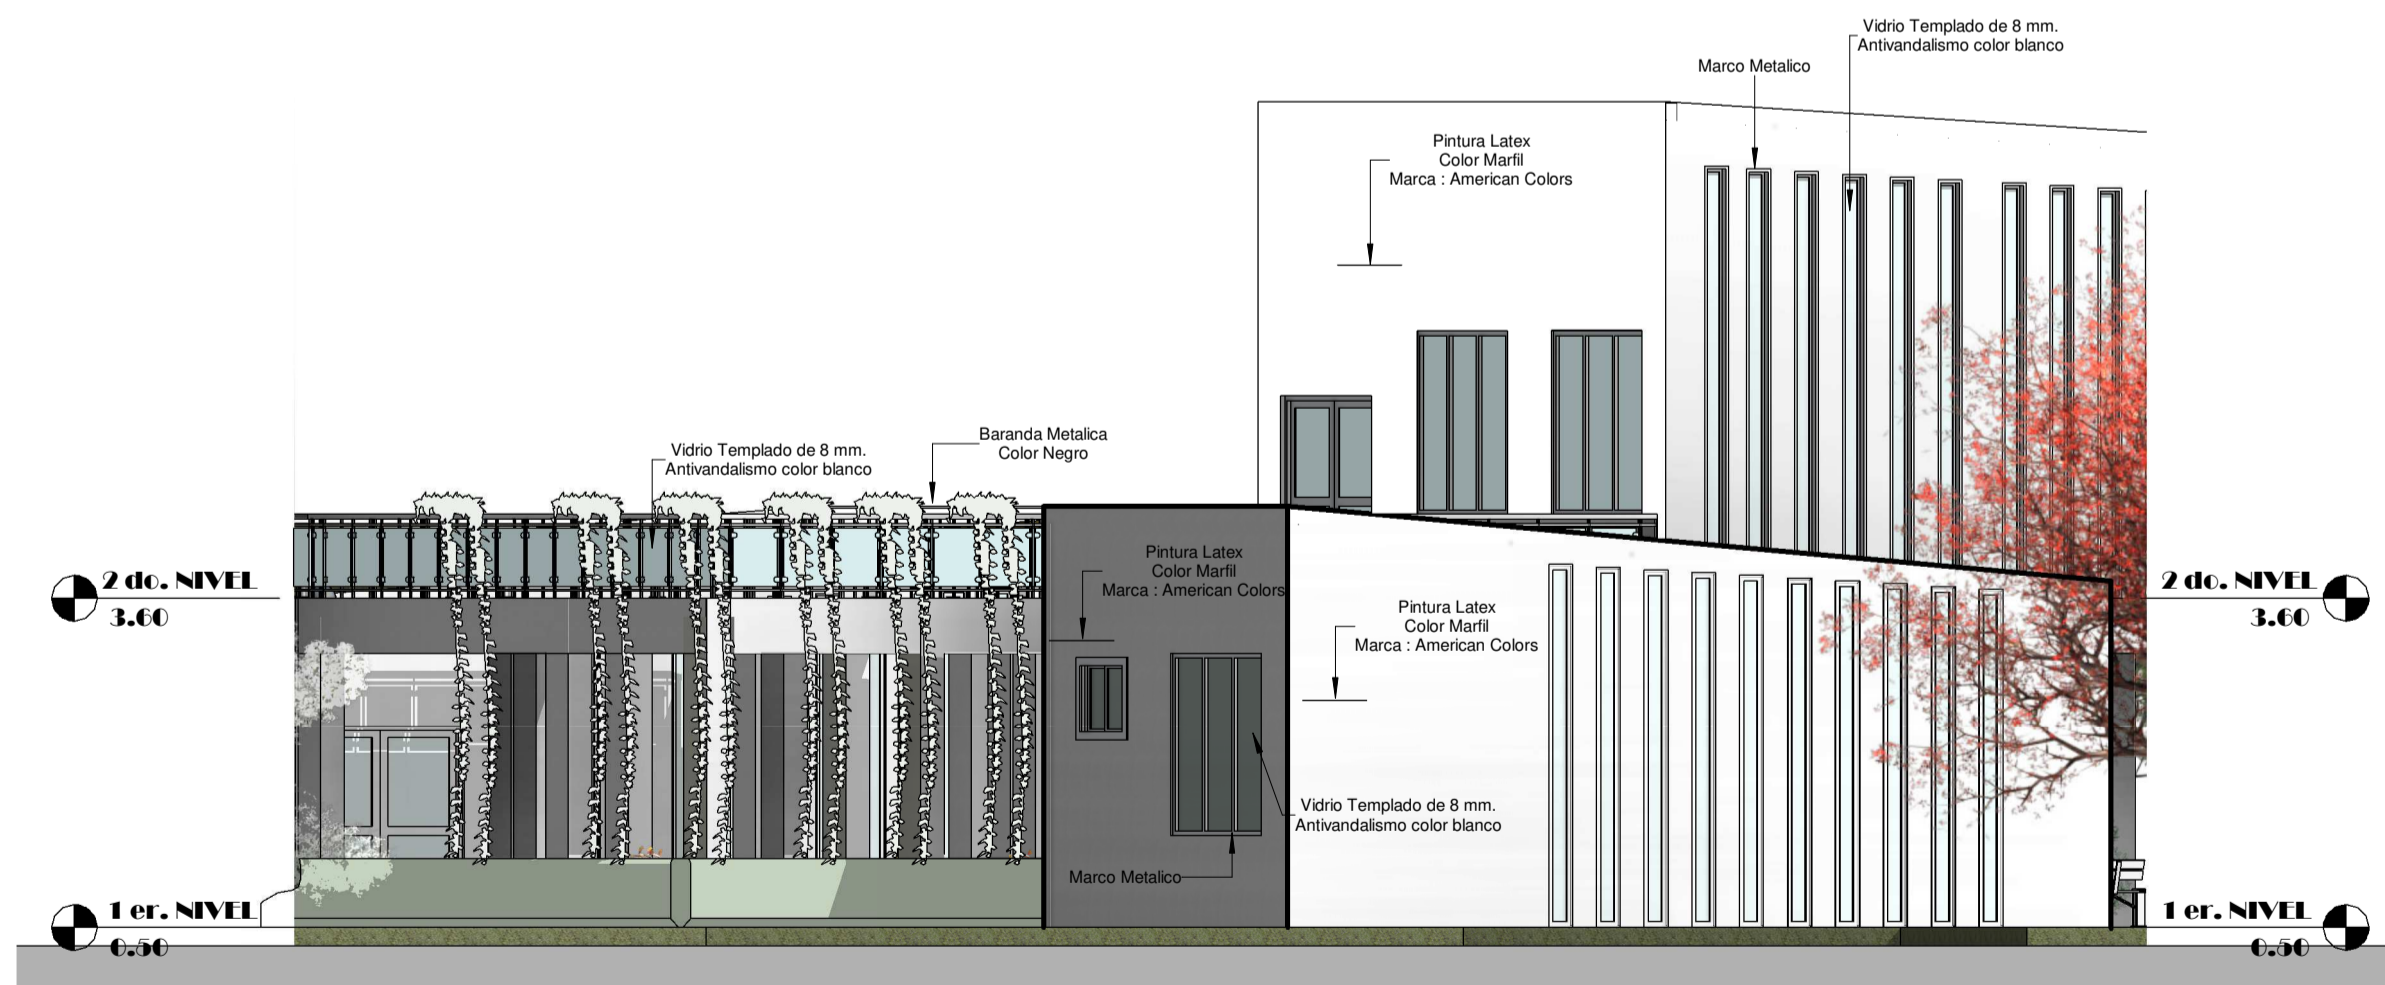 Vidrio Templado de 8 mm.
Antivandalismo color blanco
Marco Metalico
Pintura Latex
Color Marfil
Marca : American Colors
Baranda Metalica
Color Negro
Vidrio Templado de 8 mm.
Antivandalismo color blanco
Pintura Latex
Color Marfil
Marca : American Colors
2 do. NIVEL
3.60
2 do. NIVEL
3.60
Pintura Latex
Color Marfil
Marca : American Colors
Vidrio Templado de 8 mm.
Antivandalismo color blanco
Marco Metalico
1 er. NIVEL
0.50
1 er. NIVEL
0.50